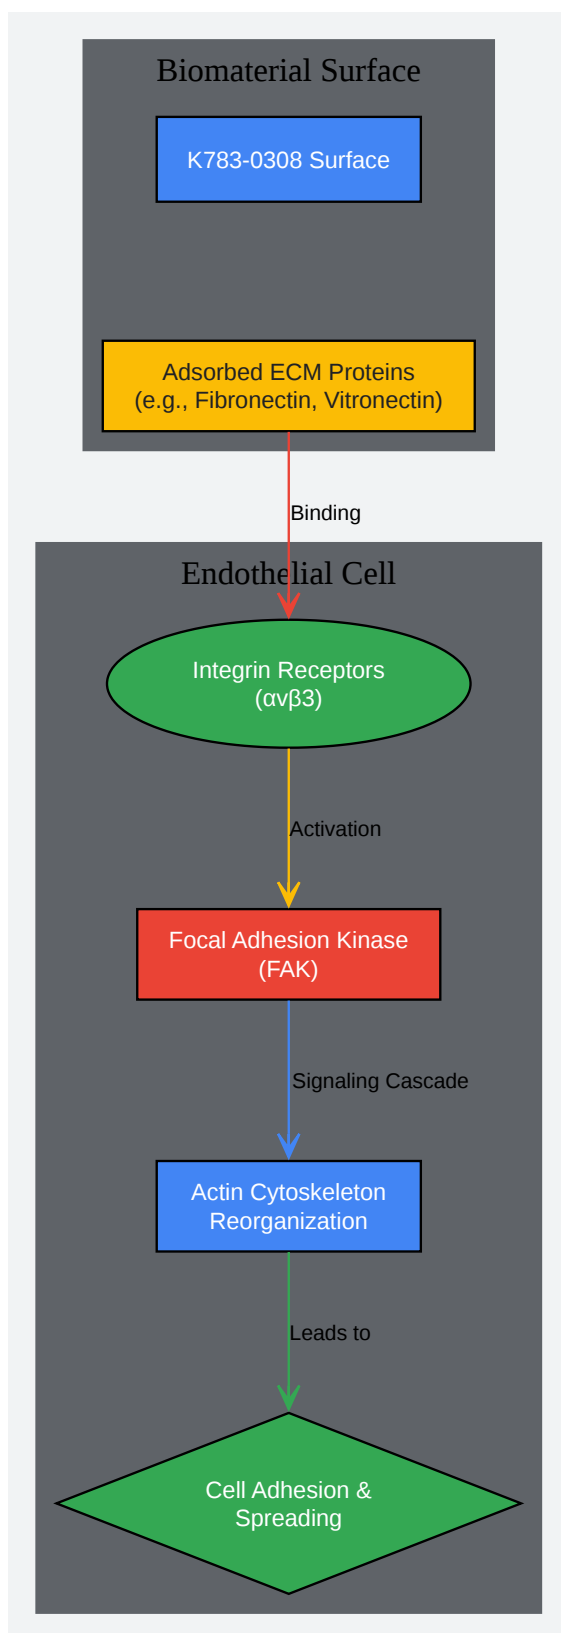 Biomaterial Surface
K783-0308 Surface
Adsorbed ECM Proteins
(e.g., Fibronectin, Vitronectin)
Binding
Endothelial Cell
Integrin Receptors
(αvβ3)
Activation
Focal Adhesion Kinase
(FAK)
Signaling Cascade
Actin Cytoskeleton
Reorganization
Leads to
Cell Adhesion &
Spreading